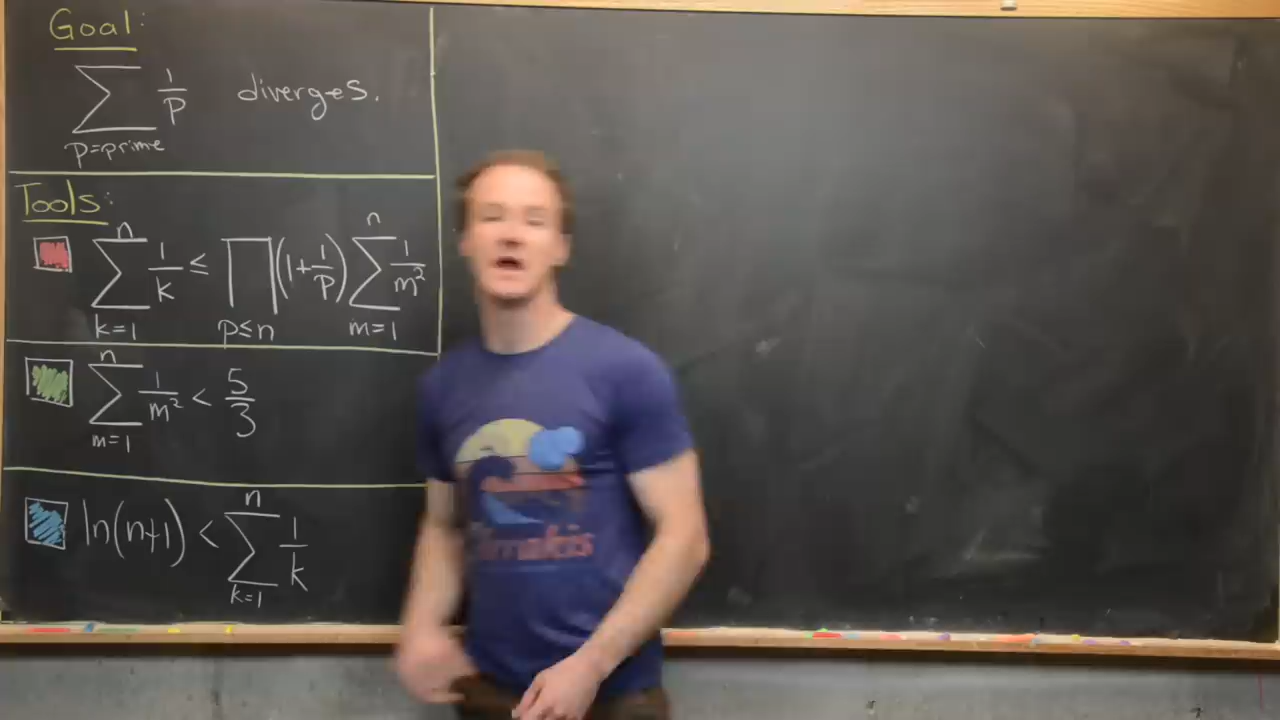 Goal:
∑ 1/p diverges.
p=prime
Tools:
n n
∑ 1/k ≤ ∏ (1+1/p) ∑ 1/m²
k=1 p≤n m=1
n
∑ 1/m² < 5/3
m=1
n
ln(n+1) < ∑ 1/k
k=1